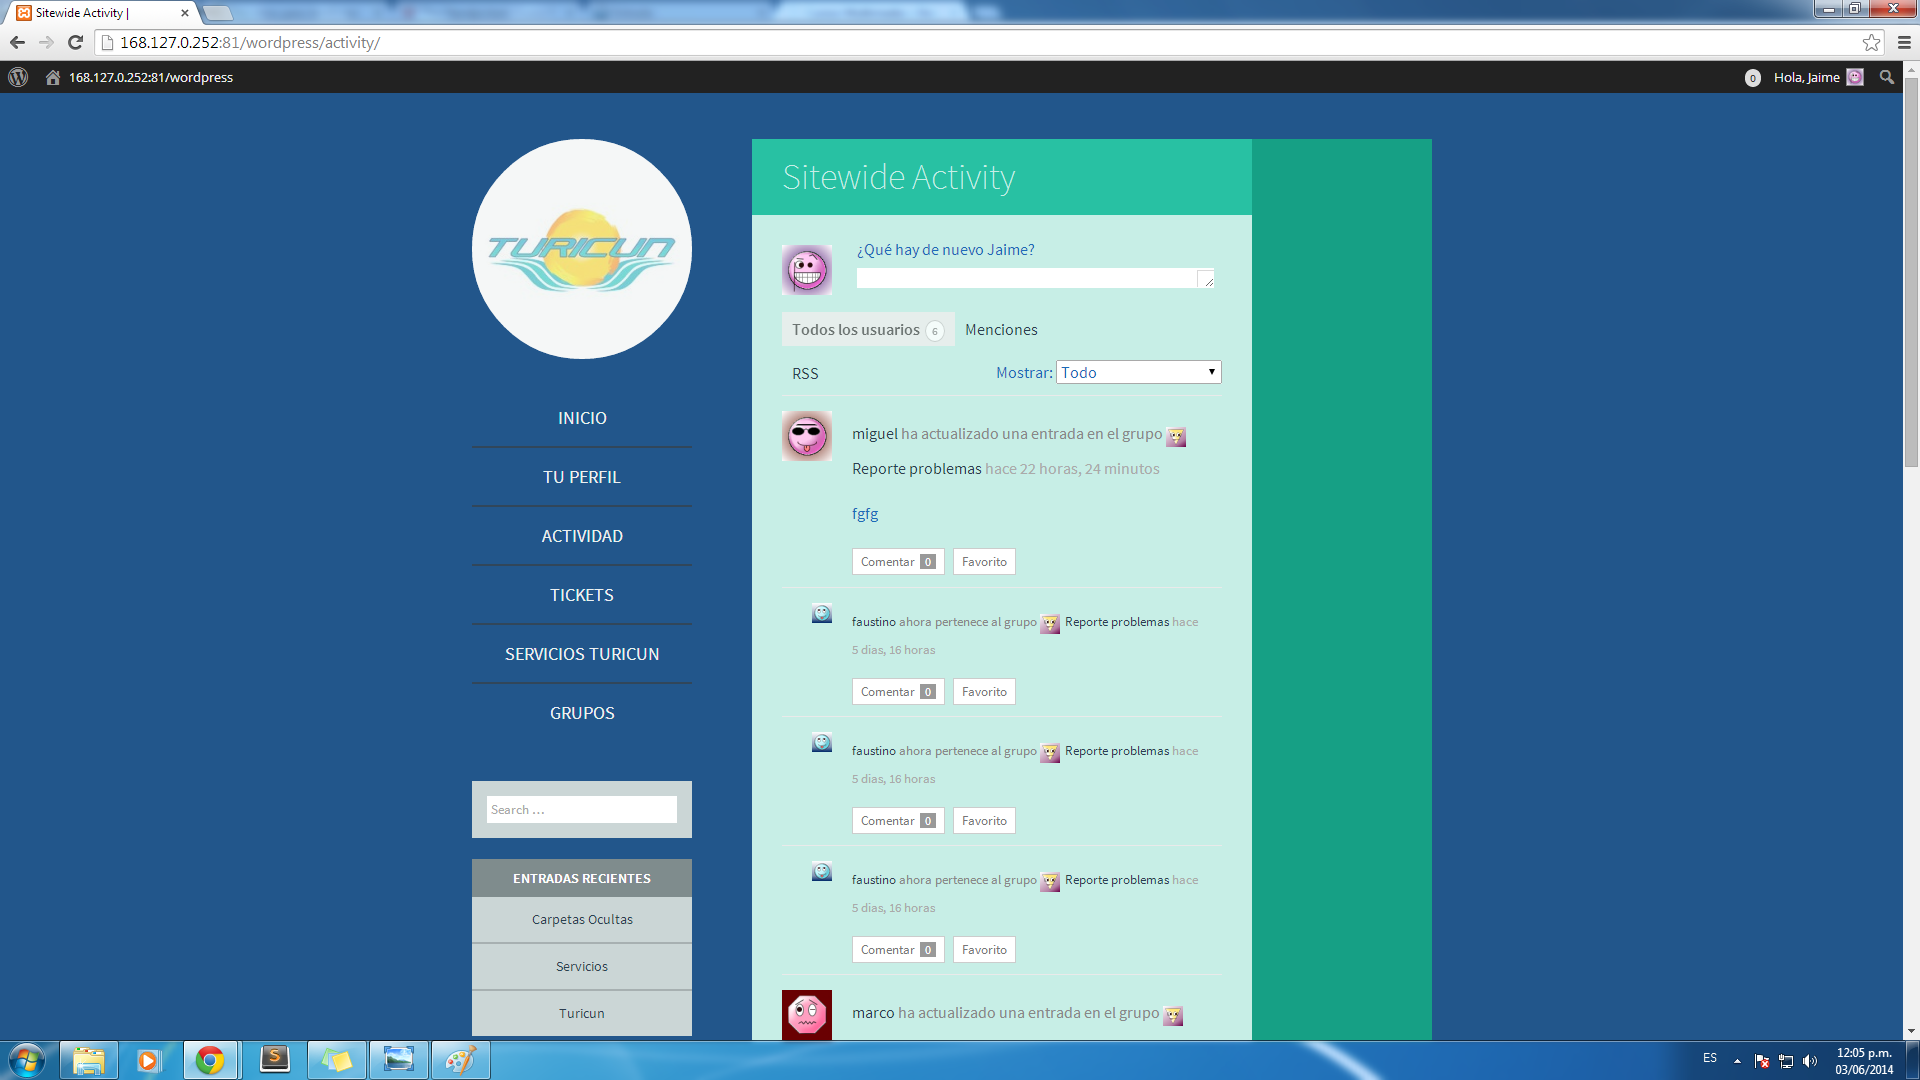 Sitewide Activity |
168.127.0.252:81/wordpress/activity/
168.127.0.252:81/wordpress
0
Hola, Jaime
TURICUN
INICIO
TU PERFIL
ACTIVIDAD
TICKETS
SERVICIOS TURICUN
GRUPOS
Search …
ENTRADAS RECIENTES
Carpetas Ocultas
Servicios
Turicun
Sitewide Activity
¿Qué hay de nuevo Jaime?
Todos los usuarios 6 Menciones
RSS Mostrar: Todo
miguel ha actualizado una entrada en el grupo
Reporte problemas hace 22 horas, 24 minutos
fgfg
Comentar 0 Favorito
faustino ahora pertenece al grupo Reporte problemas hace
5 dias, 16 horas
Comentar 0 Favorito
faustino ahora pertenece al grupo Reporte problemas hace
5 dias, 16 horas
Comentar 0 Favorito
faustino ahora pertenece al grupo Reporte problemas hace
5 dias, 16 horas
Comentar 0 Favorito
marco ha actualizado una entrada en el grupo
ES
12:05 p.m.
03/06/2014